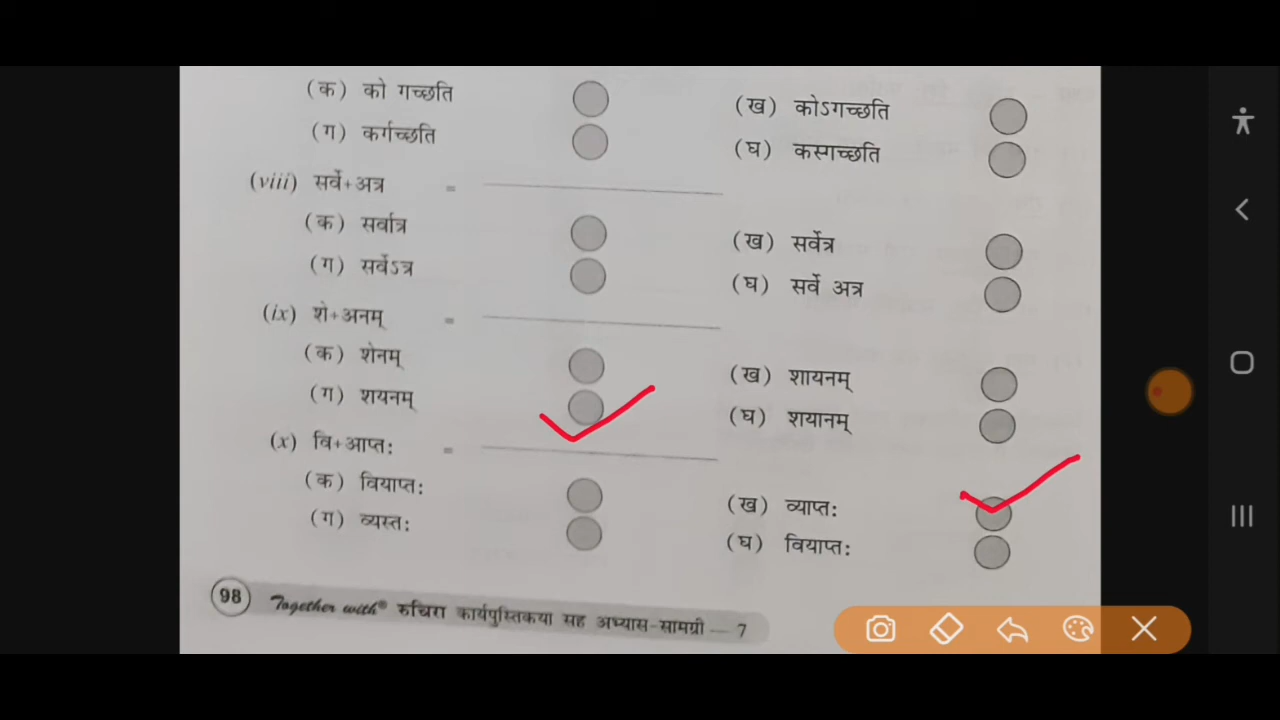 (क) को गच्छति (ख) कोऽगच्छति
(ग) कर्गच्छति (घ) कस्गच्छति
(viii) सर्वे+अत्र =
(क) सर्वात्र (ख) सर्वेत्र
(ग) सर्वेऽत्र (घ) सर्वे अत्र
(ix) शे+अनम् =
(क) शेनम् (ख) शायनम्
(ग) शयनम् (घ) शयानम्
(x) वि+आप्तः =
(क) वियाप्तः (ख) व्याप्तः
(ग) व्यस्तः (घ) वियाप्तः
98 Together with® रुचिरा कार्यपुस्तिकया सह अभ्यास-सामग्री — 7